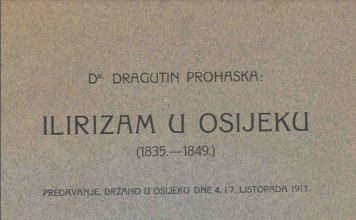 Dr. DRAGUTIN PROHASKA:
ILIRIZAM U OSIJEKU
(1835.—1849.)
PREDAVANJE, DRŽANO U OSIJEKU DNE 4. I 7. LISTOPADA 1911.